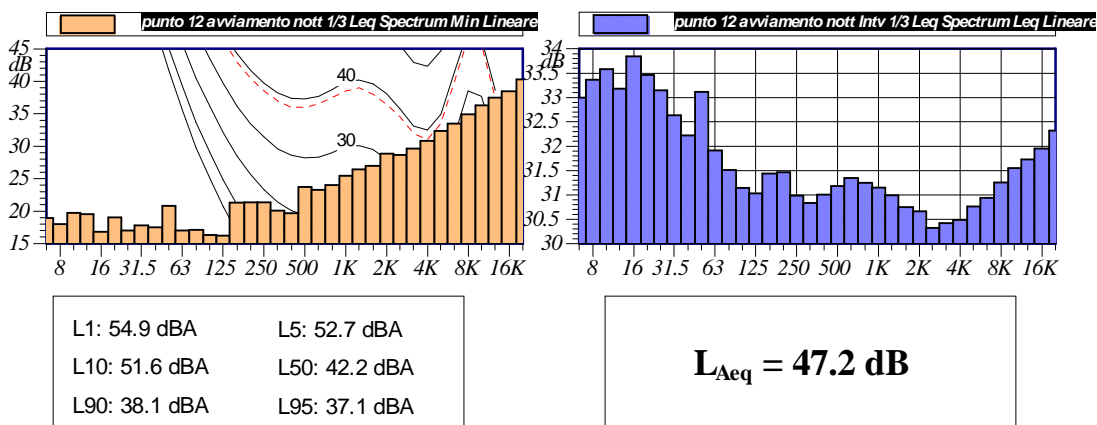 punto 12 avviamento nott 1/3 Leq Spectrum Min Lineare
punto 12 avviamento nott Intv 1/3 Leq Spectrum Leq Lineare
45
dB
40
35
30
25
20
15
40
30
8 16 31.5 63 125 250 500 1K 2K 4K 8K 16K
34
dB
33.5
33
32.5
32
31.5
31
30.5
30
8 16 31.5 63 125 250 500 1K 2K 4K 8K 16K
L1: 54.9 dBA L5: 52.7 dBA
L10: 51.6 dBA L50: 42.2 dBA
L90: 38.1 dBA L95: 37.1 dBA
LAeq = 47.2 dB